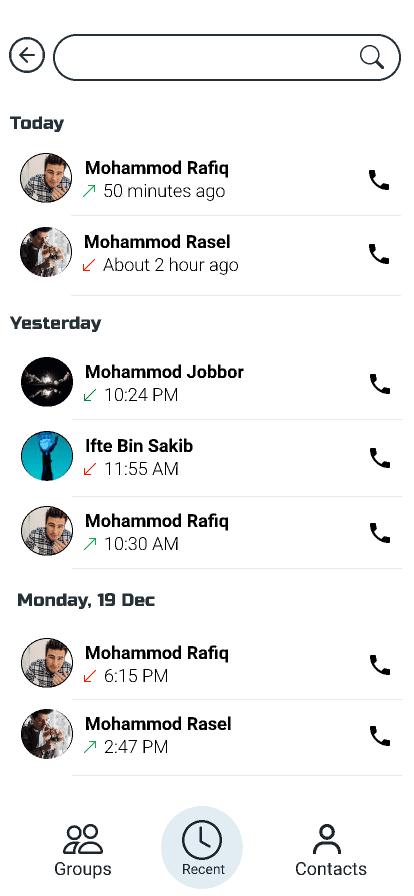 Today
Mohammod Rafiq
50 minutes ago
Mohammod Rasel
About 2 hour ago
Yesterday
Mohammod Jobbor
10:24 PM
Ifte Bin Sakib
11:55 AM
Mohammod Rafiq
10:30 AM
Monday, 19 Dec
Mohammod Rafiq
6:15 PM
Mohammod Rasel
2:47 PM
Groups
Recent
Contacts